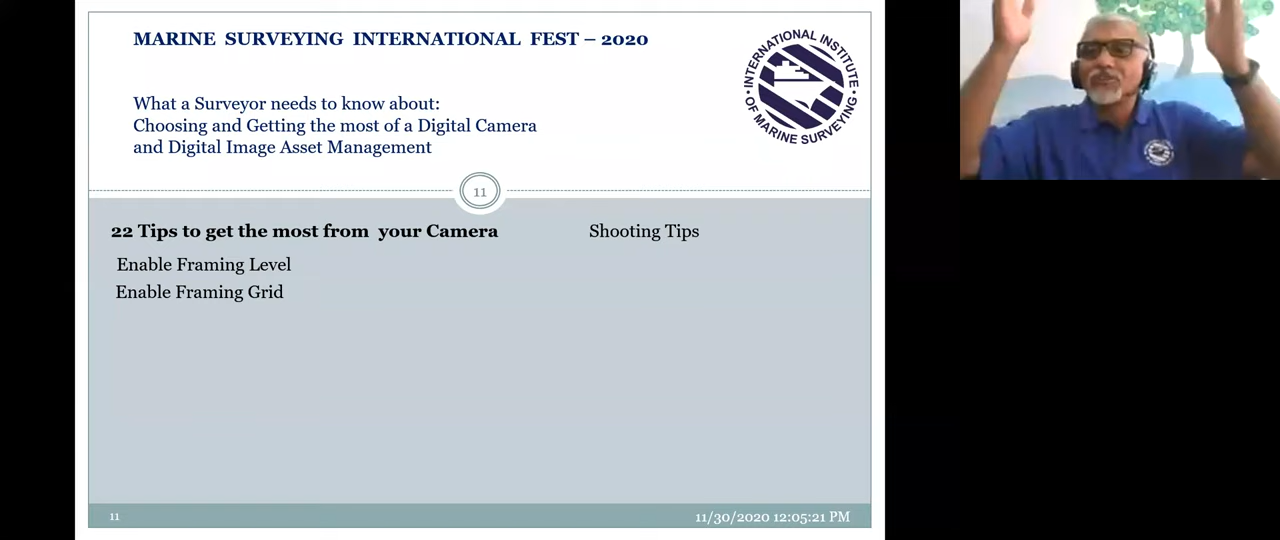 MARINE SURVEYING INTERNATIONAL FEST – 2020
INTERNATIONAL INSTITUTE
OF MARINE SURVEYING
What a Surveyor needs to know about:
Choosing and Getting the most of a Digital Camera
and Digital Image Asset Management
11
22 Tips to get the most from your Camera
Shooting Tips
Enable Framing Level
Enable Framing Grid
11
11/30/2020 12:05:21 PM